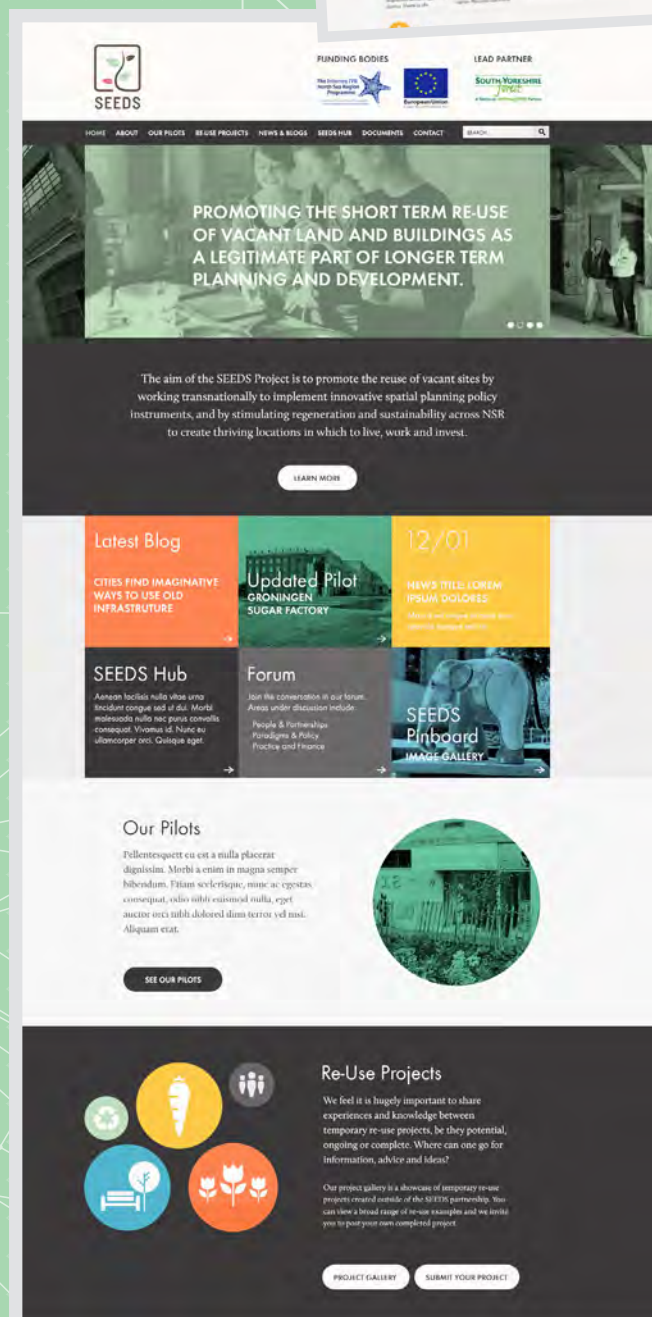 FUNDING BODIES
LEAD PARTNER
SEEDS
The Interreg IVB
North Sea Region
Programme
European Union
SOUTH YORKSHIRE
forest
HOME ABOUT OUR PILOTS RE-USE PROJECTS NEWS & BLOGS SEEDS HUB DOCUMENTS CONTACT SEARCH
PROMOTING THE SHORT TERM RE-USE
OF VACANT LAND AND BUILDINGS AS
A LEGITIMATE PART OF LONGER TERM
PLANNING AND DEVELOPMENT.
The aim of the SEEDS Project is to promote the reuse of vacant sites by
working transnationally to implement innovative spatial planning policy
instruments, and by stimulating regeneration and sustainability across NSR
to create thriving locations in which to live, work and invest.
LEARN MORE
Latest Blog
CITIES FIND IMAGINATIVE
WAYS TO USE OLD
INFRASTRUTURE
Updated Pilot
GRONINGEN
SUGAR FACTORY
12/01
NEWS TITLE LOREM
IPSUM DOLORES
SEEDS Hub
Aenean facilisis nulla vitae urna
tincidunt congue sed ut dui. Morbi
malesuada nulla nec purus convallis
consequat. Vivamus id. Nunc eu
ullamcorper orci. Quisque eget.
Forum
Join the conversation in our forum.
Areas under discussion include:
People & Partnerships
Paradigms & Policy
Practice and Finance
SEEDS
Pinboard
IMAGE GALLERY
Our Pilots
Pellentesquett eu est a nulla placerat
dignissim. Morbi a enim in magna semper
bibendum. Etiam scelerisque, nunc ac egestas
consequat, odio nibh euismod nulla, eget
auctor orci nibh dolored dium terror vel nisi.
Aliquam erat.
SEE OUR PILOTS
Re-Use Projects
We feel it is hugely important to share
experiences and knowledge between
temporary re-use projects, be they potential,
ongoing or complete. Where can one go for
information, advice and ideas?
Our project gallery is a showcase of temporary re-use
projects created outside of the SEEDS partnership. You
can view a broad range of re-use examples and we invite
you to post your own completed project.
PROJECT GALLERY
SUBMIT YOUR PROJECT